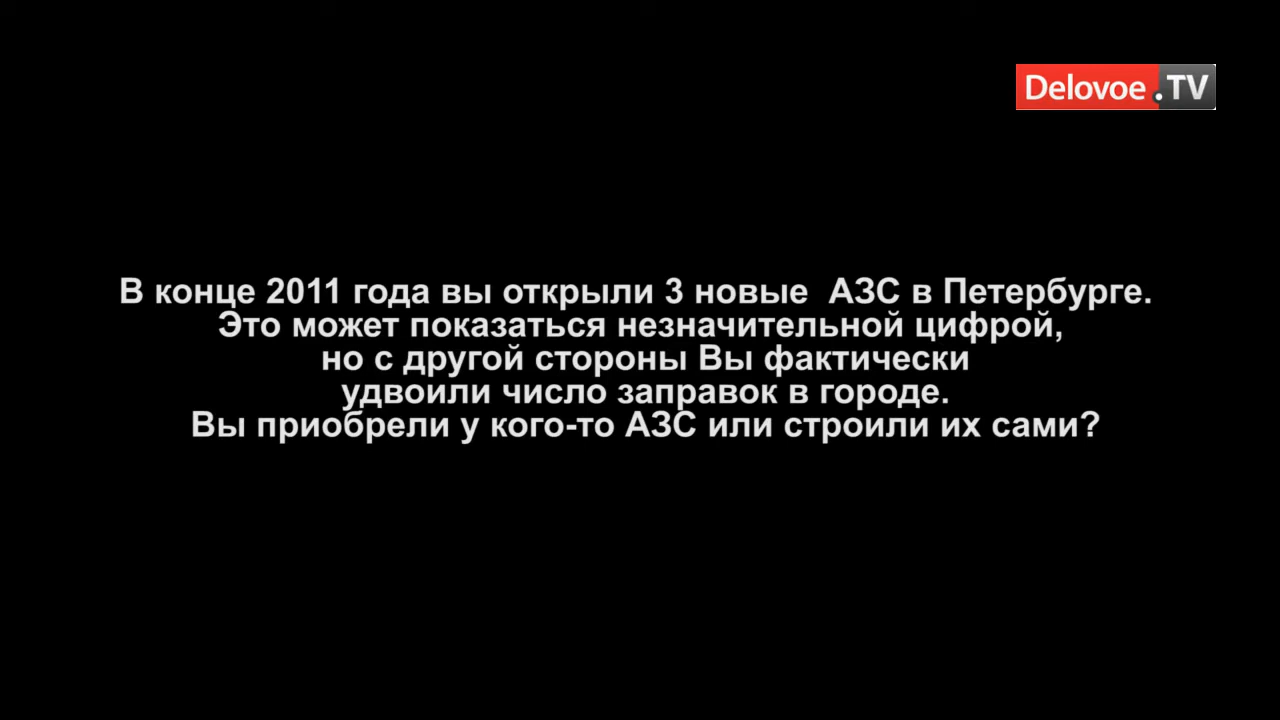 Delovoe.TV
В конце 2011 года вы открыли 3 новые  АЗС в Петербурге.
Это может показаться незначительной цифрой,
но с другой стороны Вы фактически
удвоили число заправок в городе.
Вы приобрели у кого-то АЗС или строили их сами?